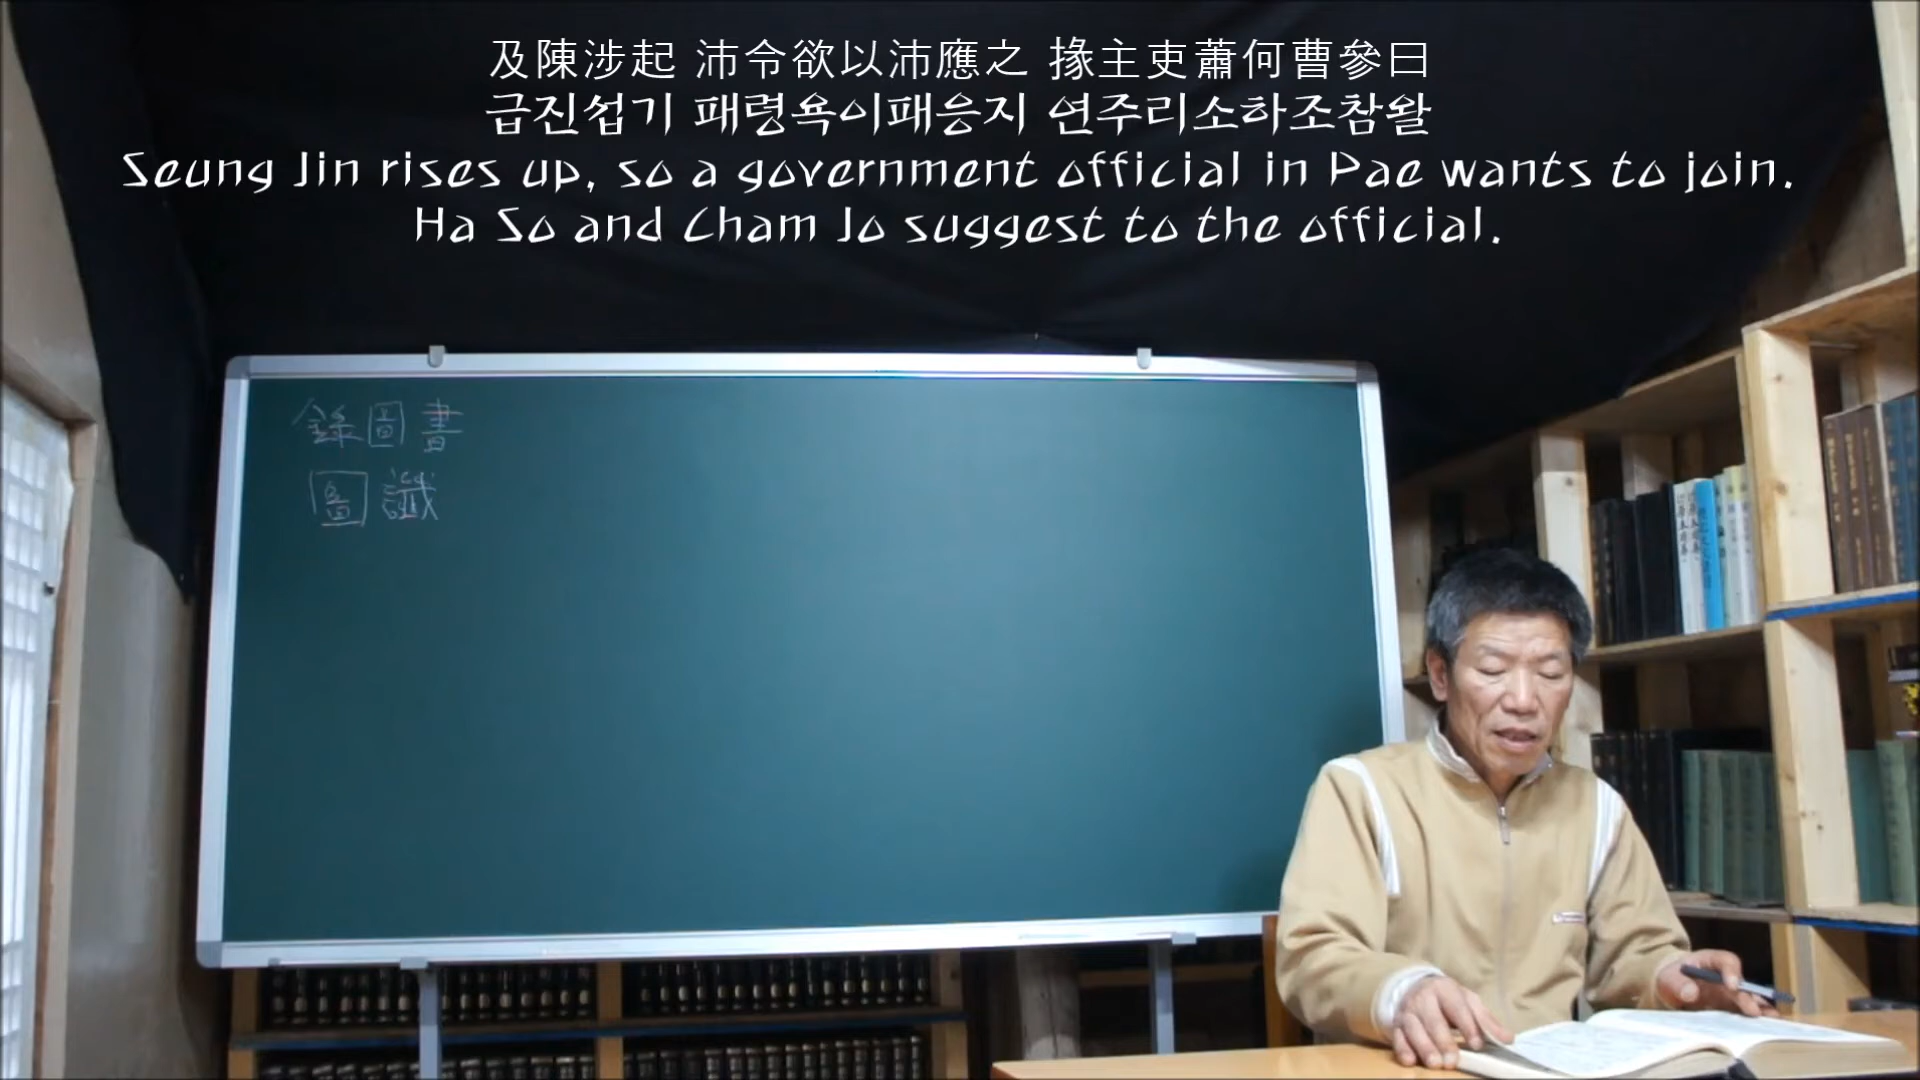 及陳涉起 沛令欲以沛應之 掾主吏蕭何曹參曰
급진섭기 패령욕이패응지 연주리소하조참왈
Seung Jin rises up, so a government official in Pae wants to join.
Ha So and Cham Jo suggest to the official.
錄圖書
圖讖